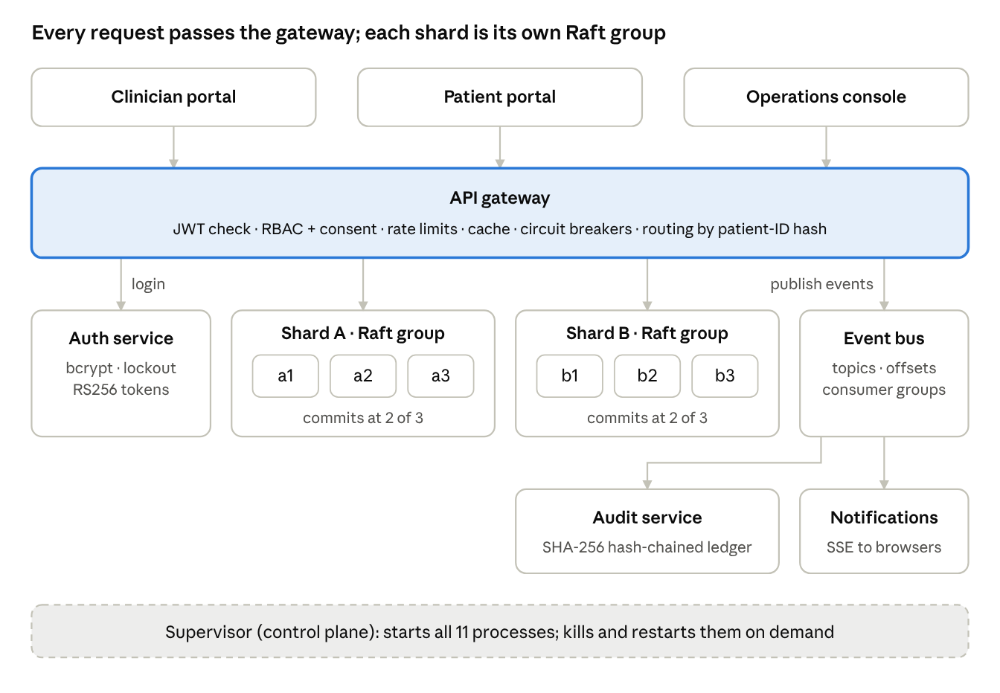 Every request passes the gateway; each shard is its own Raft group
Clinician portal
Patient portal
Operations console
API gateway
JWT check · RBAC + consent · rate limits · cache · circuit breakers · routing by patient-ID hash
login
publish events
Auth service
bcrypt · lockout
RS256 tokens
Shard A · Raft group
a1
a2
a3
commits at 2 of 3
Shard B · Raft group
b1
b2
b3
commits at 2 of 3
Event bus
topics · offsets
consumer groups
Audit service
SHA-256 hash-chained ledger
Notifications
SSE to browsers
Supervisor (control plane): starts all 11 processes; kills and restarts them on demand